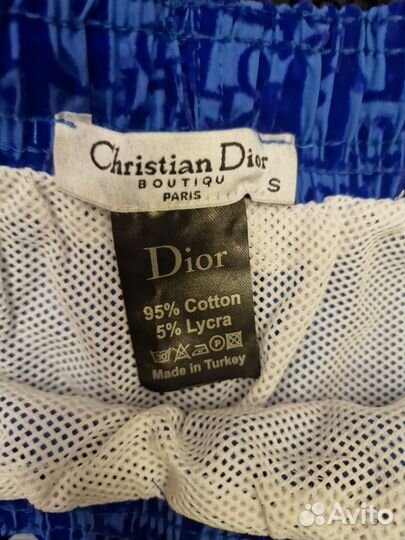 Christian Dior
BOUTIQU
PARIS
S
Dior
95% Cotton
5% Lycra
Made in Turkey
Avito